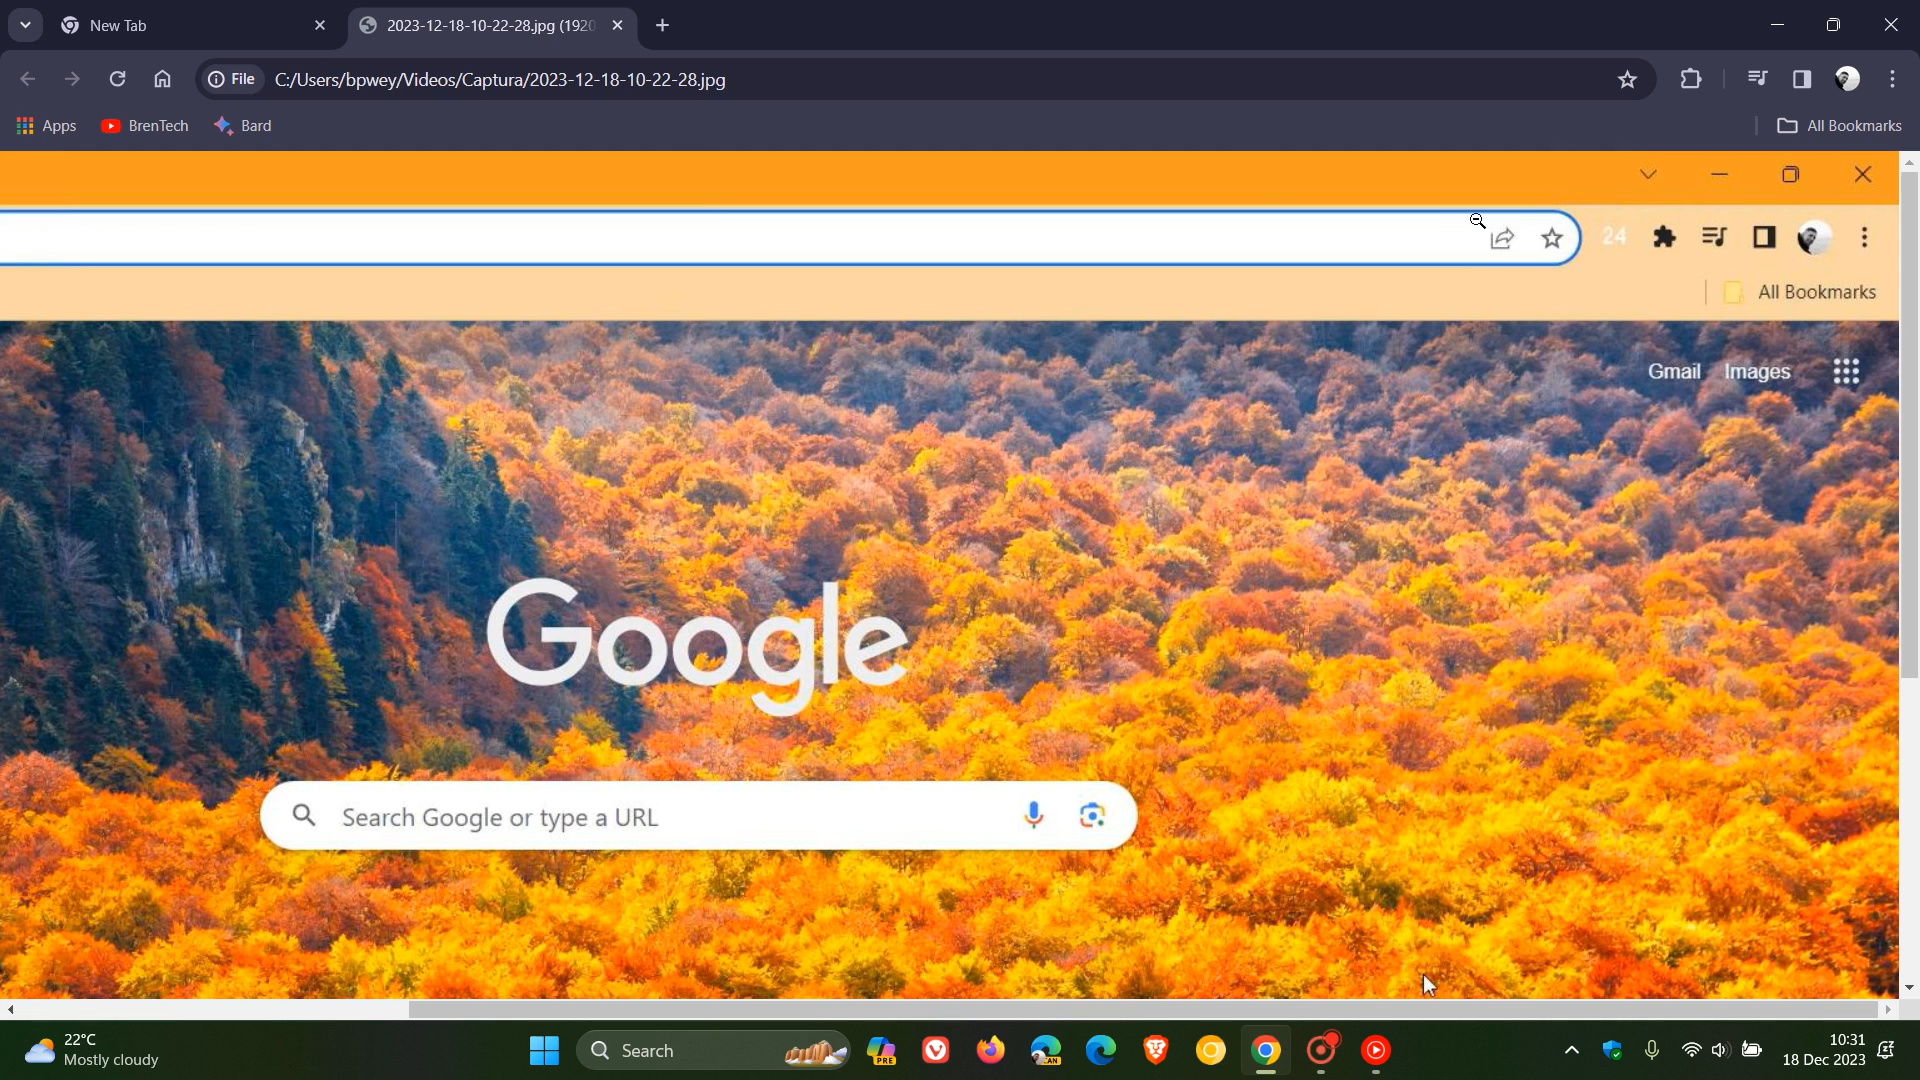 New Tab
2023-12-18-10-22-28.jpg (1920
File
C:/Users/bpwey/Videos/Captura/2023-12-18-10-22-28.jpg
Apps
BrenTech
Bard
All Bookmarks
24
All Bookmarks
Gmail
Images
Google
Search Google or type a URL
22°C
Mostly cloudy
Search
PRE
CAN
10:31
18 Dec 2023